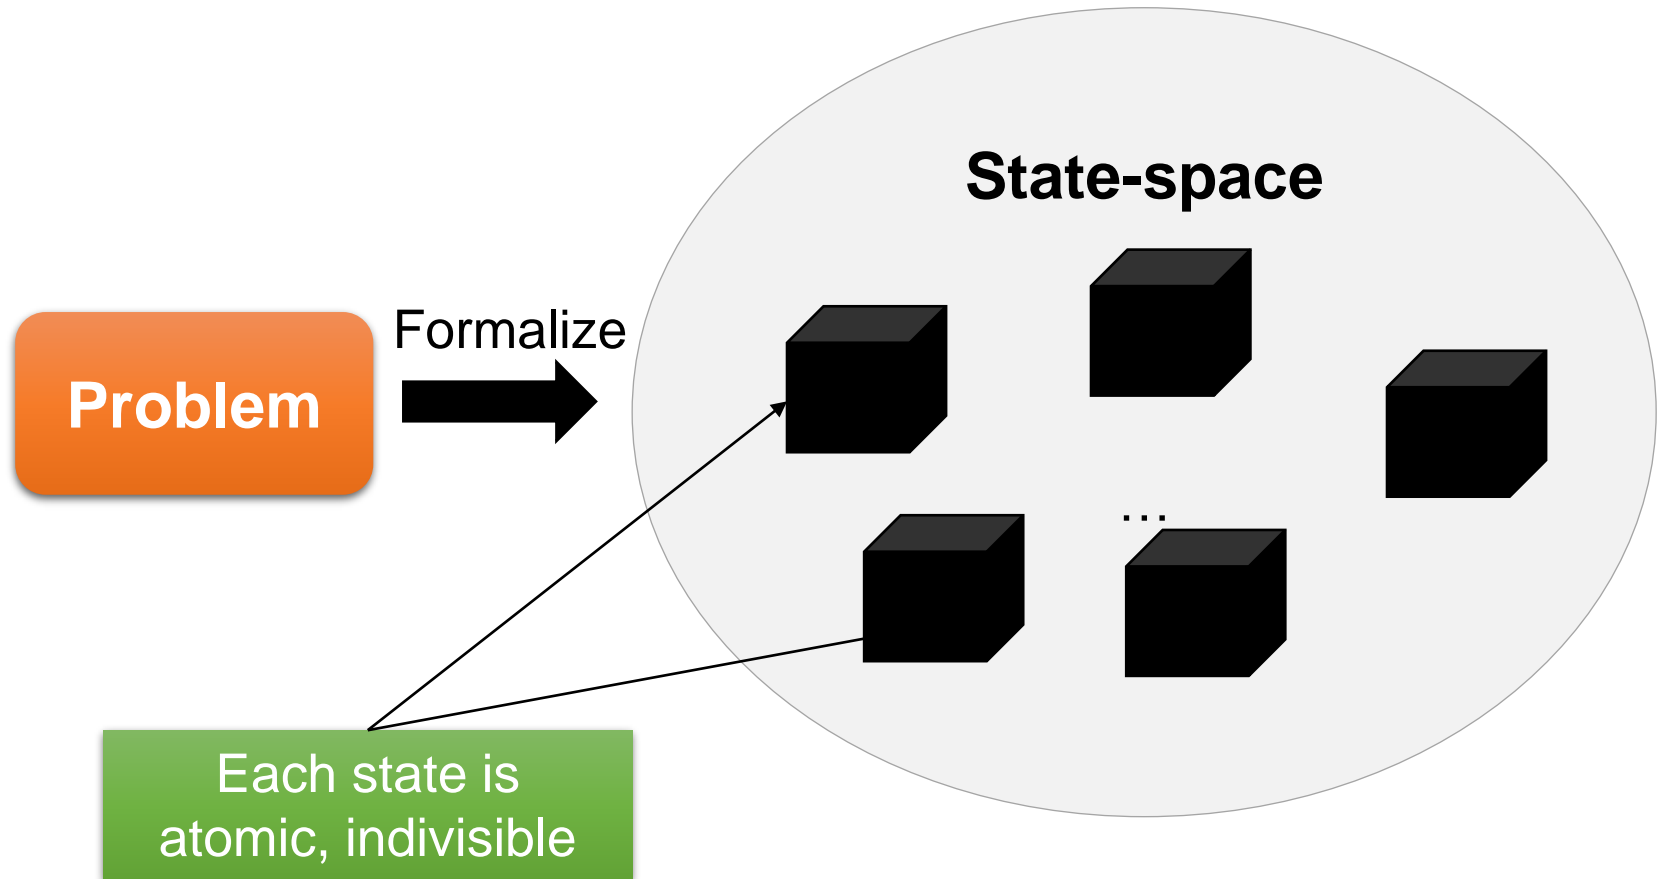 State-space
Formalize
Problem
…
Each state is
atomic, indivisible